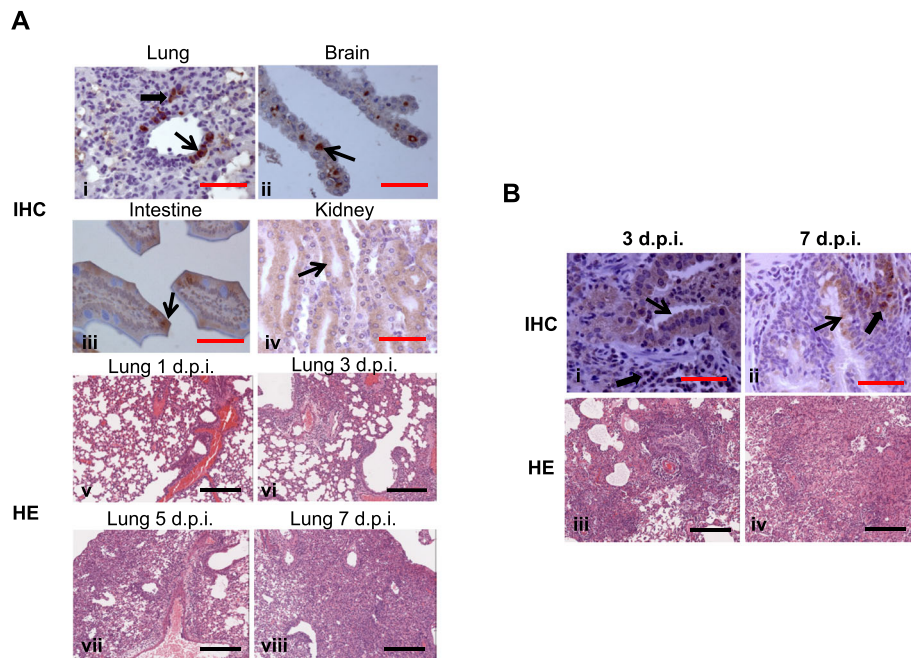 A
Lung Brain
i ii
IHC
Intestine Kidney
iii iv
Lung 1 d.p.i. Lung 3 d.p.i.
v vi
HE
Lung 5 d.p.i. Lung 7 d.p.i.
vii viii
B
3 d.p.i. 7 d.p.i.
IHC
i ii
HE
iii iv